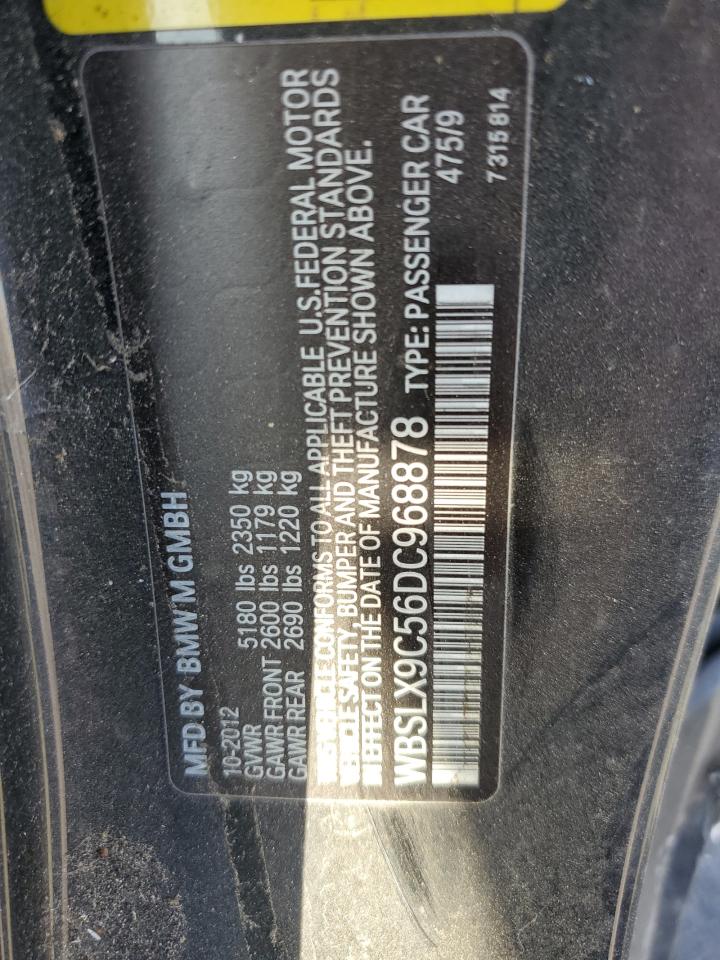 MFD BY BMW M GMBH
10-2012
GVWR 5180 lbs 2350 kg
GAWR FRONT 2600 lbs 1179 kg
GAWR REAR 2690 lbs 1220 kg
CONFORMS TO ALL APPLICABLE U.S. FEDERAL MOTOR
SAFETY, BUMPER AND THEFT PREVENTION STANDARDS
IN EFFECT ON THE DATE OF MANUFACTURE SHOWN ABOVE.
WBSLX9C56DC968878 TYPE: PASSENGER CAR
475/9
7 315 814